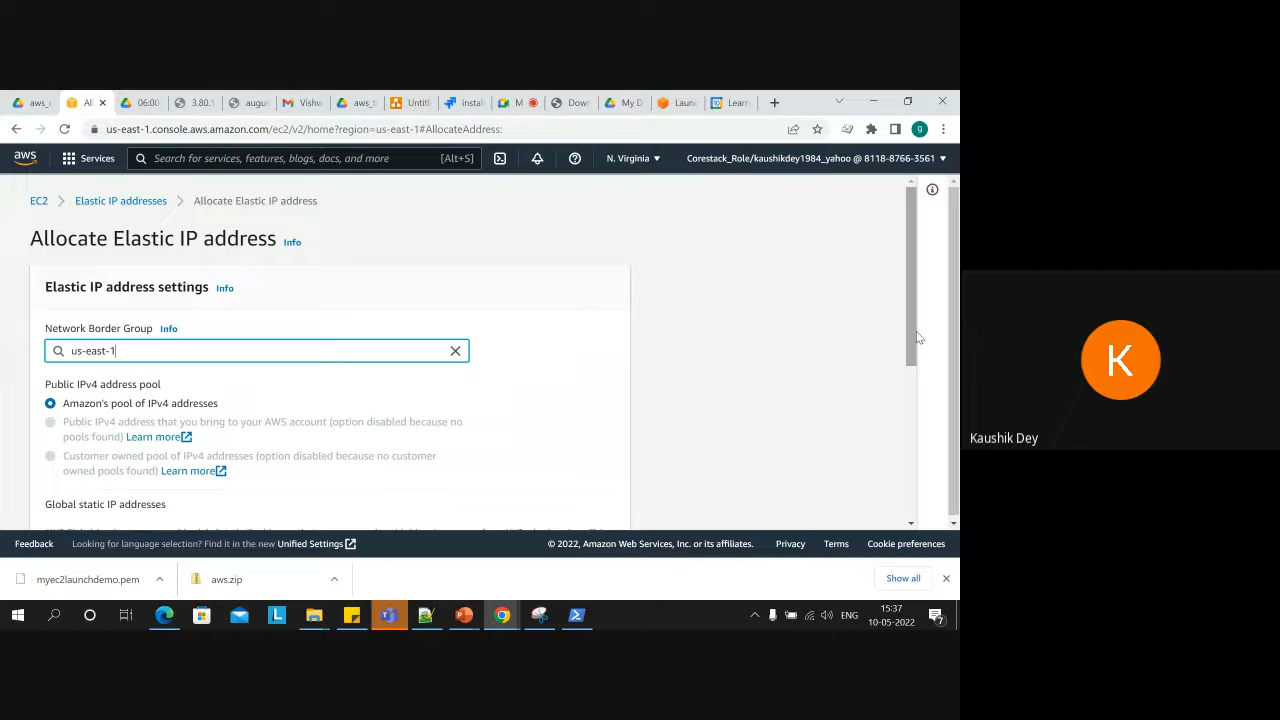 aws_c
All
06:00
3.80.1
augu
Vishw
aws_t
Untitl
instal
M
Dow
My D
Laun
Lear
us-east-1.console.aws.amazon.com/ec2/v2/home?region=us-east-1#AllocateAddress:
g
aws
Services
Search for services, features, blogs, docs, and more
[Alt+S]
N. Virginia
Corestack_Role/kaushikdey1984_yahoo @ 8118-8766-3561
EC2
Elastic IP addresses
Allocate Elastic IP address
Allocate Elastic IP address
Info
Elastic IP address settings
Info
Network Border Group
Info
us-east-1
Public IPv4 address pool
Amazon's pool of IPv4 addresses
Public IPv4 address that you bring to your AWS account (option disabled because no
pools found) Learn more
Customer owned pool of IPv4 addresses (option disabled because no customer
owned pools found) Learn more
Global static IP addresses
Feedback
Looking for language selection? Find it in the new Unified Settings
© 2022, Amazon Web Services, Inc. or its affiliates.
Privacy
Terms
Cookie preferences
myec2launchdemo.pem
aws.zip
Show all
L
ENG
15:37
10-05-2022
7
K
Kaushik Dey